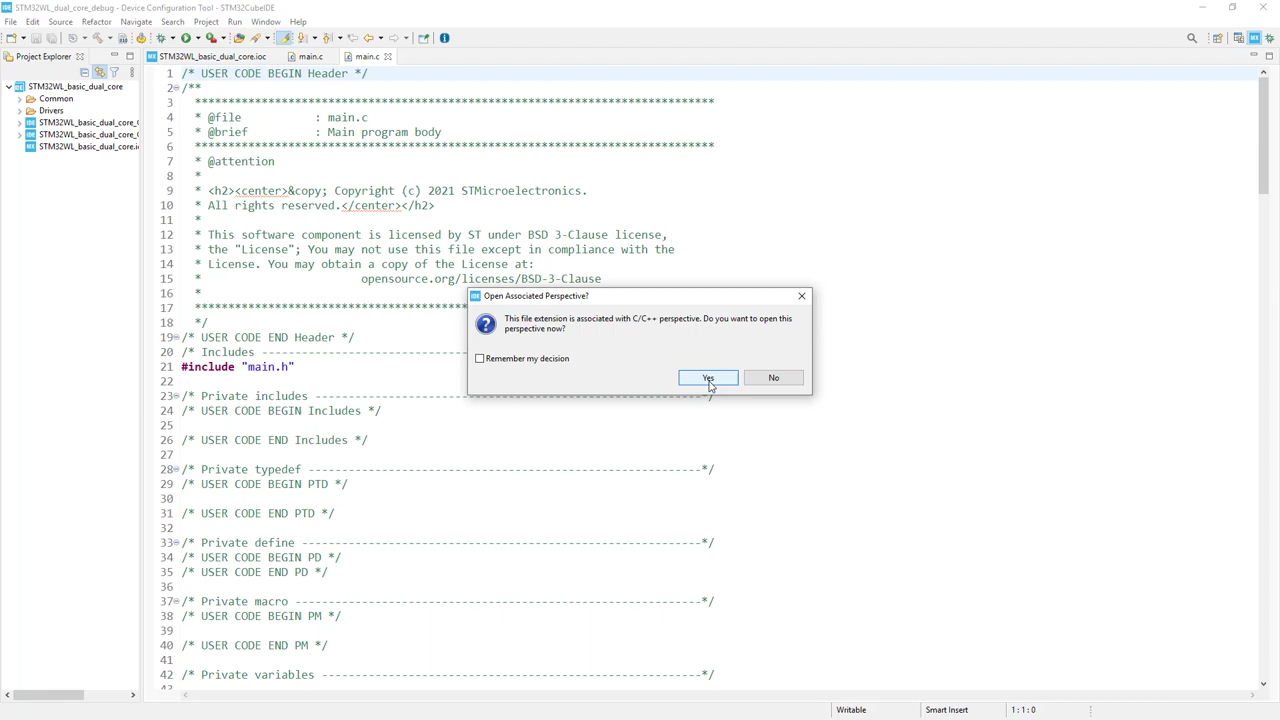 STM32WL_dual_core_debug - Device Configuration Tool - STM32CubeIDE
File Edit Source Refactor Navigate Search Project Run Window Help
Project Explorer
STM32WL_basic_dual_core.ioc
main.c
main.c
STM32WL_basic_dual_core
Common
Drivers
STM32WL_basic_dual_core_C
STM32WL_basic_dual_core_C
STM32WL_basic_dual_core.i
1 /* USER CODE BEGIN Header */
2 /**
3 ******************************************************************************
4 * @file : main.c
5 * @brief : Main program body
6 ******************************************************************************
7 * @attention
8 *
9 * <h2><center>&copy; Copyright (c) 2021 STMicroelectronics.
10 * All rights reserved.</center></h2>
11 *
12 * This software component is licensed by ST under BSD 3-Clause license,
13 * the "License"; You may not use this file except in compliance with the
14 * License. You may obtain a copy of the License at:
15 * opensource.org/licenses/BSD-3-Clause
16 *
17 ****************************************
18 */
19 /* USER CODE END Header */
20 /* Includes -------------------------------
21 #include "main.h"
22
23 /* Private includes ----------------------------------------------------------*/
24 /* USER CODE BEGIN Includes */
25
26 /* USER CODE END Includes */
27
28 /* Private typedef -----------------------------------------------------------*/
29 /* USER CODE BEGIN PTD */
30
31 /* USER CODE END PTD */
32
33 /* Private define ------------------------------------------------------------*/
34 /* USER CODE BEGIN PD */
35 /* USER CODE END PD */
36
37 /* Private macro -------------------------------------------------------------*/
38 /* USER CODE BEGIN PM */
39
40 /* USER CODE END PM */
41
42 /* Private variables ---------------------------------------------------------*/
43
Open Associated Perspective?
This file extension is associated with C/C++ perspective. Do you want to open this
perspective now?
Remember my decision
Yes
No
Writable
Smart Insert
1 : 1 : 0